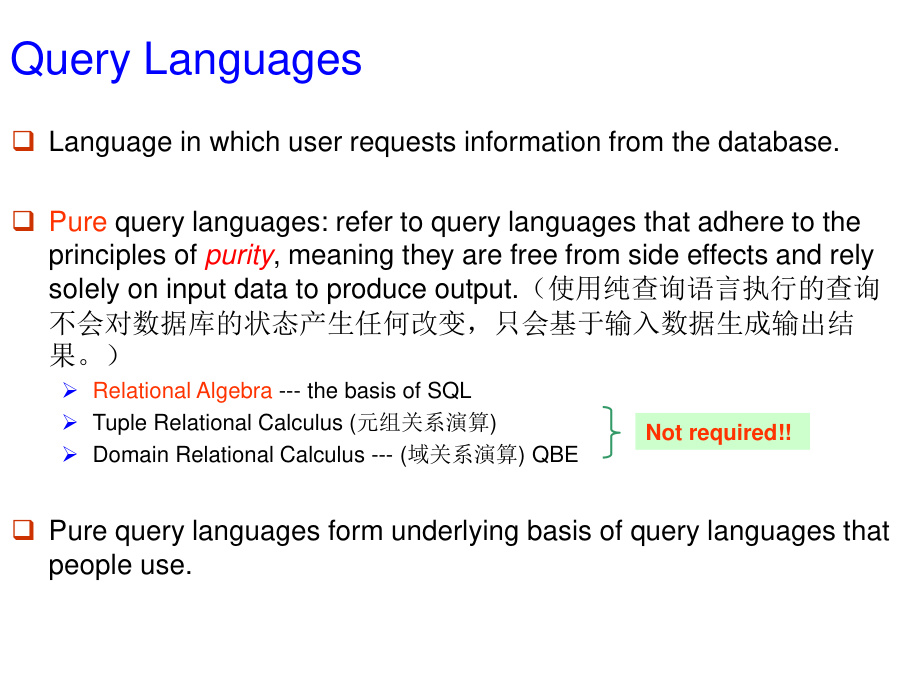 Query Languages
Language in which user requests information from the database.
Pure query languages: refer to query languages that adhere to the
principles of purity, meaning they are free from side effects and rely
solely on input data to produce output.（使用纯查询语言执行的查询
不会对数据库的状态产生任何改变，只会基于输入数据生成输出结
果。）
Relational Algebra --- the basis of SQL
Tuple Relational Calculus (元组关系演算)
Domain Relational Calculus --- (域关系演算) QBE
Not required!!
Pure query languages form underlying basis of query languages that
people use.